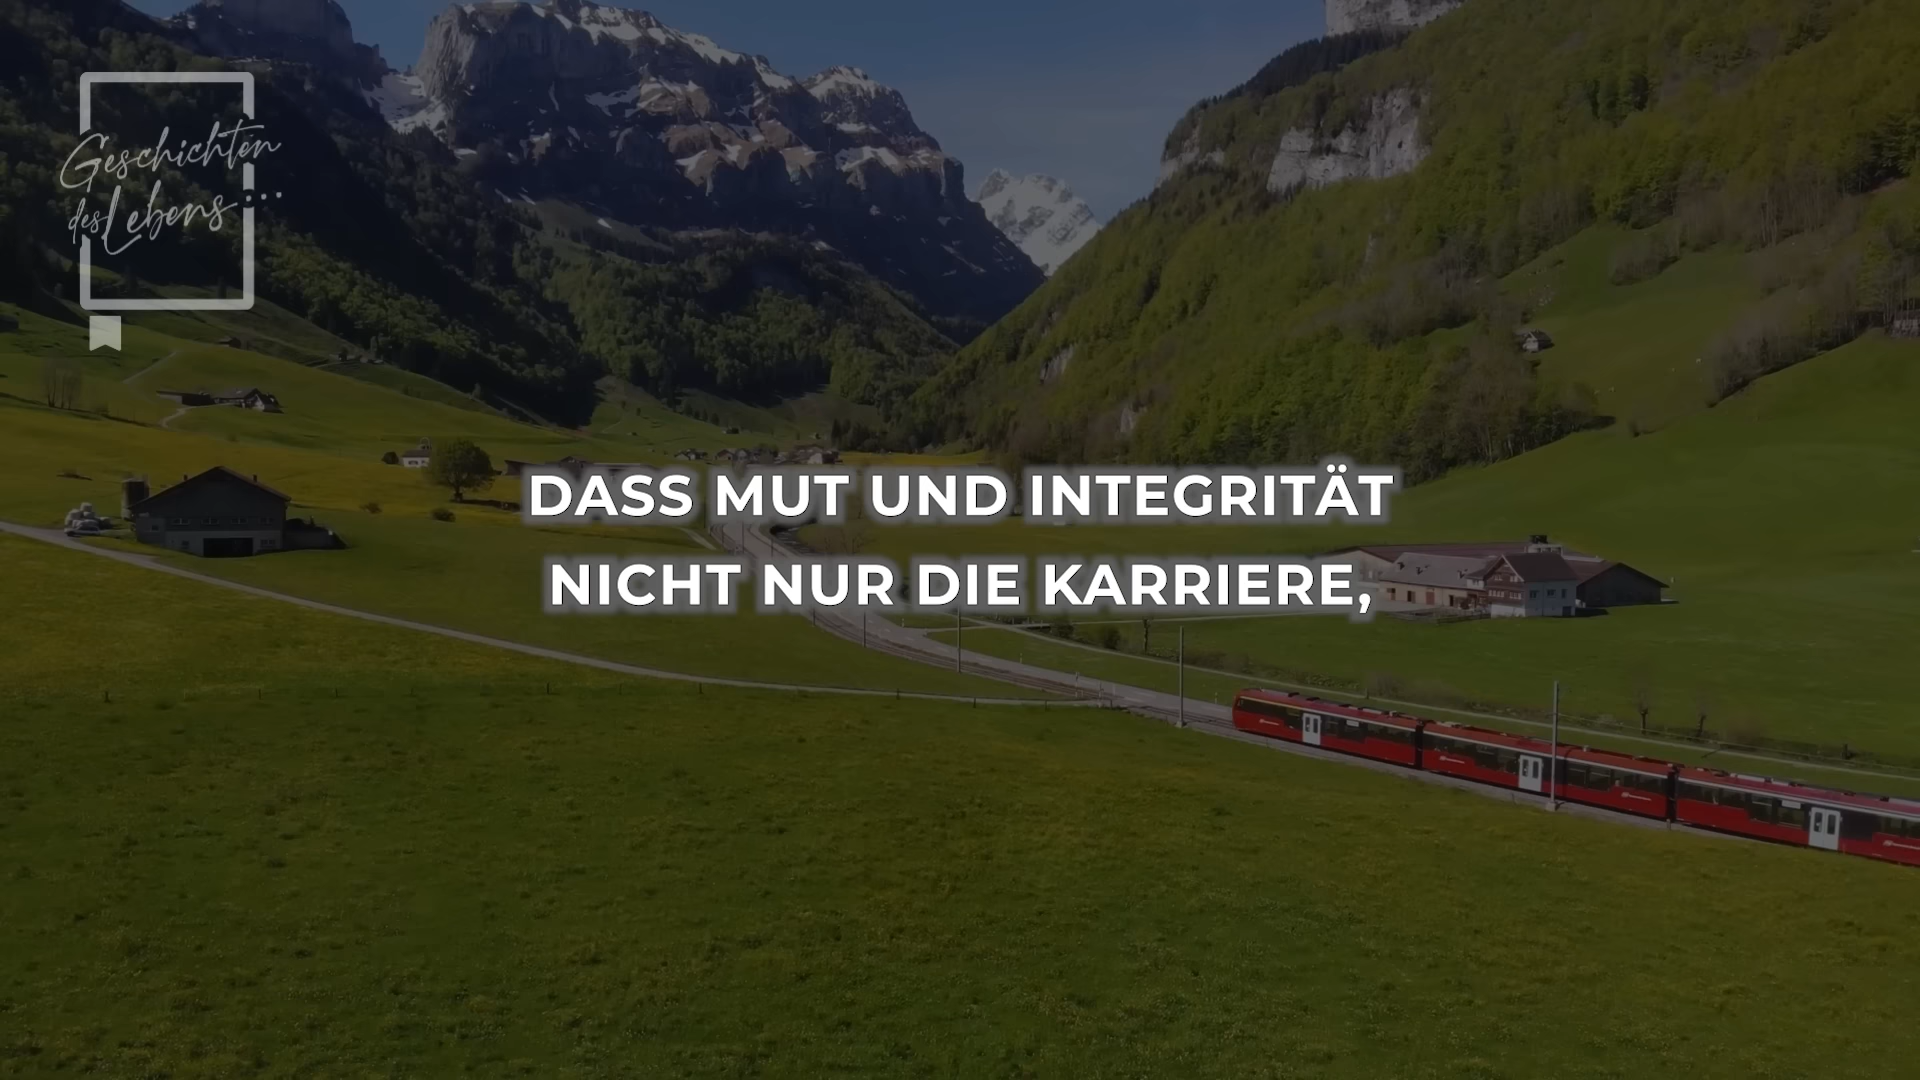 Geschichten
des Lebens...
DASS MUT UND INTEGRITÄT
NICHT NUR DIE KARRIERE,